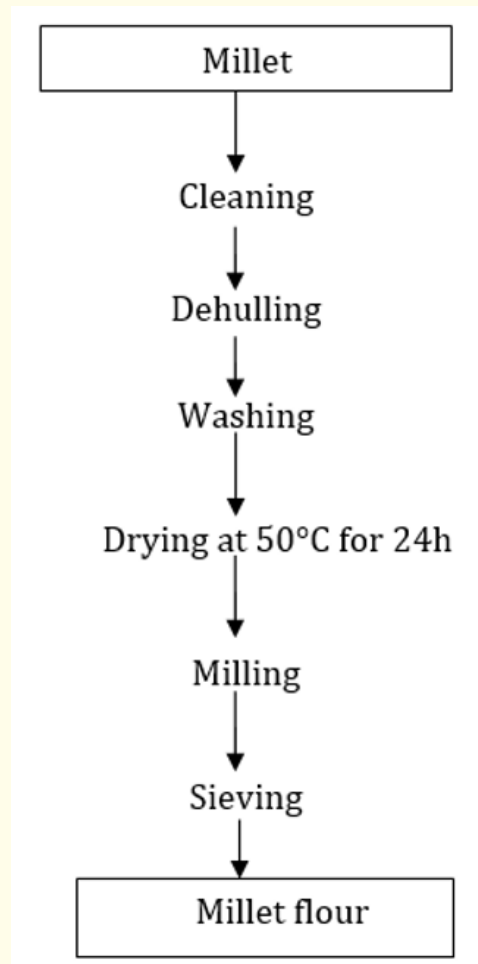 Millet
Cleaning
Dehulling
Washing
Drying at 50°C for 24h
Milling
Sieving
Millet flour